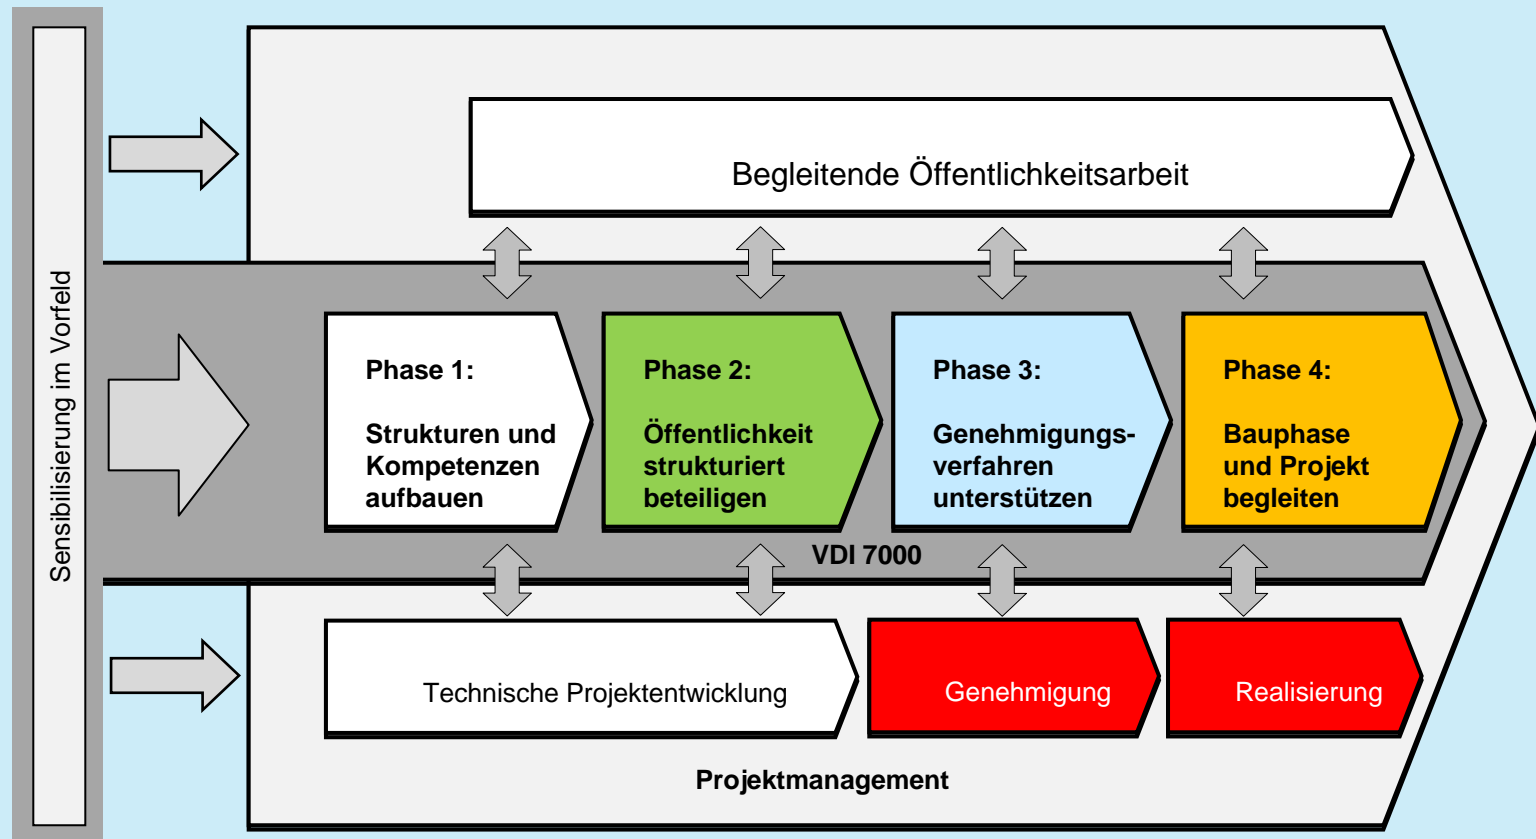 Sensibilisierung im Vorfeld
Begleitende Öffentlichkeitsarbeit
Phase 1:
Strukturen und
Kompetenzen
aufbauen
Phase 2:
Öffentlichkeit
strukturiert
beteiligen
Phase 3:
Genehmigungs-
verfahren
unterstützen
Phase 4:
Bauphase
und Projekt
begleiten
VDI 7000
Technische Projektentwicklung
Genehmigung
Realisierung
Projektmanagement